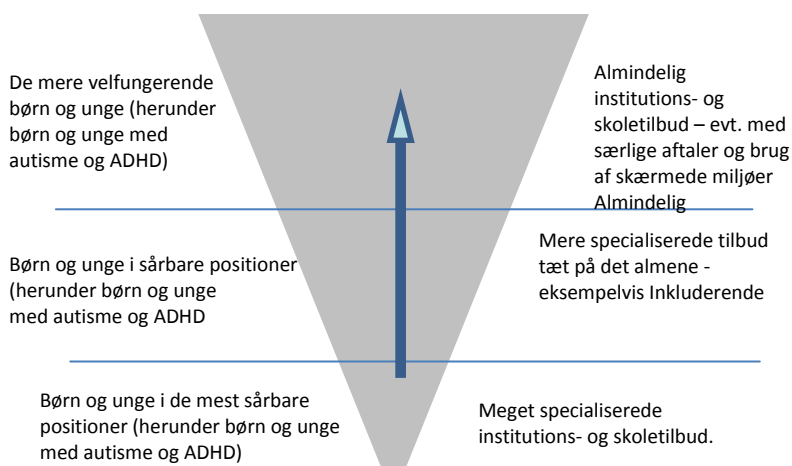 De mere velfungerende
børn og unge (herunder
børn og unge med
autisme og ADHD)
Almindelig
institutions- og
skoletilbud – evt. med
særlige aftaler og brug
af skærmede miljøer
Almindelig
Børn og unge i sårbare positioner
(herunder børn og unge
med autisme og ADHD
Mere specialiserede tilbud
tæt på det almene -
eksempelvis Inkluderende
Børn og unge i de mest sårbare
positioner (herunder børn og unge
med autisme og ADHD)
Meget specialiserede
institutions- og skoletilbud.